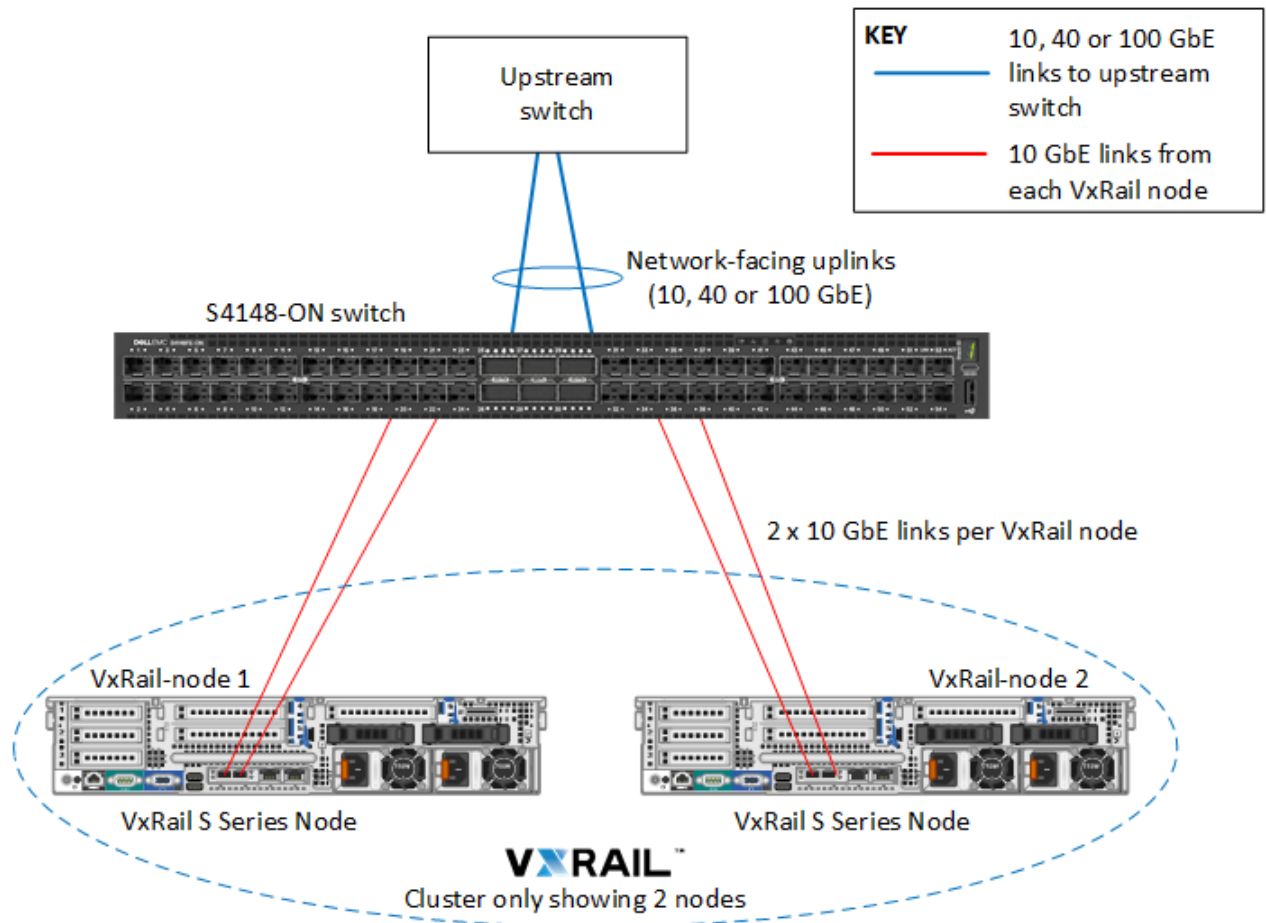 Upstream
switch
KEY
10, 40 or 100 GbE
links to upstream
switch
10 GbE links from
each VxRail node
Network-facing uplinks
(10, 40 or 100 GbE)
S4148-ON switch
DELLEMC
2 x 10 GbE links per VxRail node
VxRail-node 1
VxRail-node 2
VxRail S Series Node
VxRail S Series Node
VXRAIL™
Cluster only showing 2 nodes